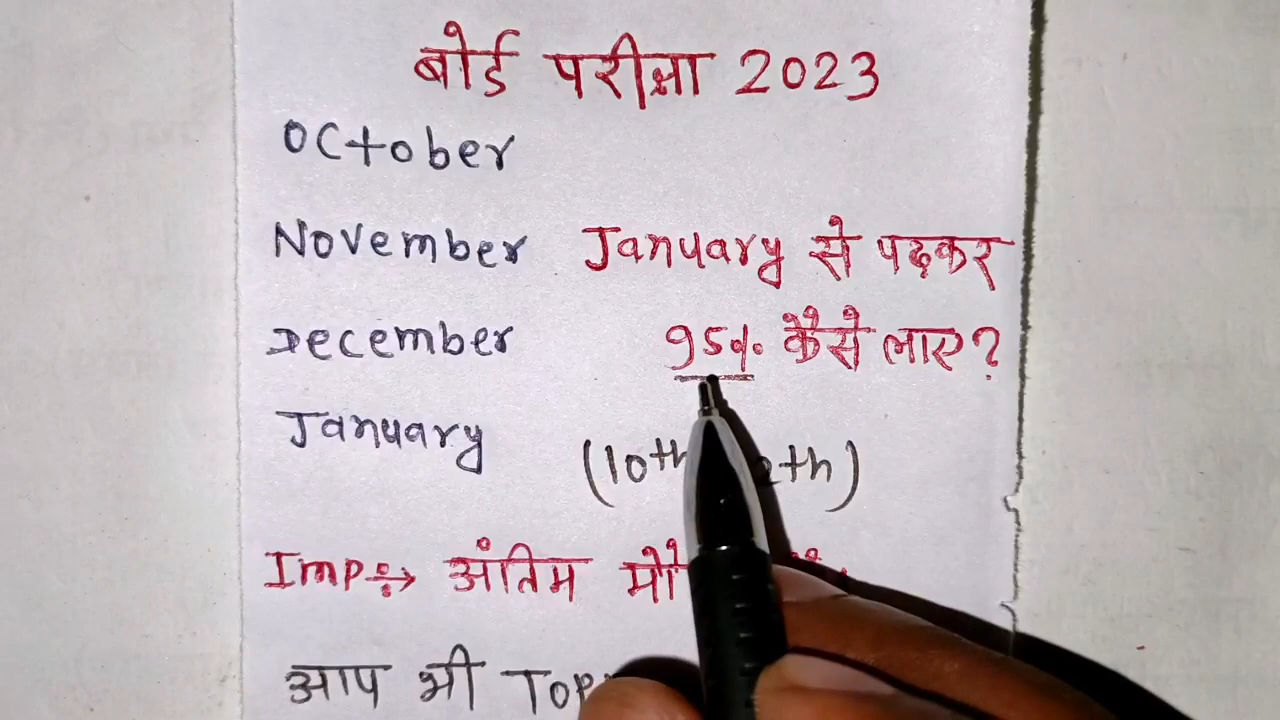 बोर्ड परीक्षा 2023
October
November January से पढ़कर
December 95% कैसे लाए?
January (10th
Imp:→ अंतिम
आप भी